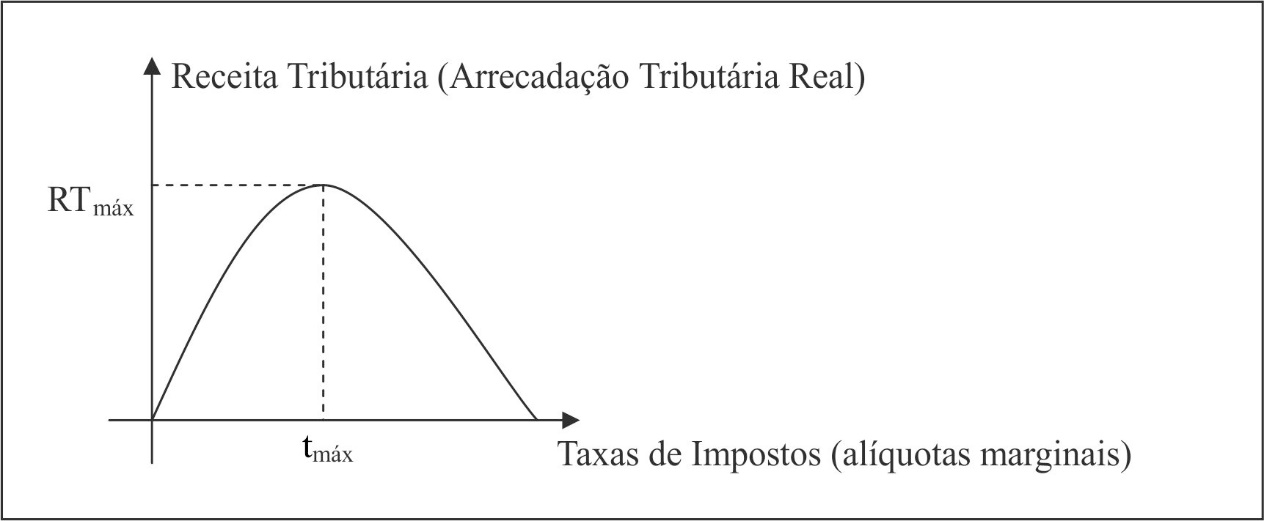 Receita Tributária (Arrecadação Tributária Real)
RTmáx
tmáx
Taxas de Impostos (alíquotas marginais)